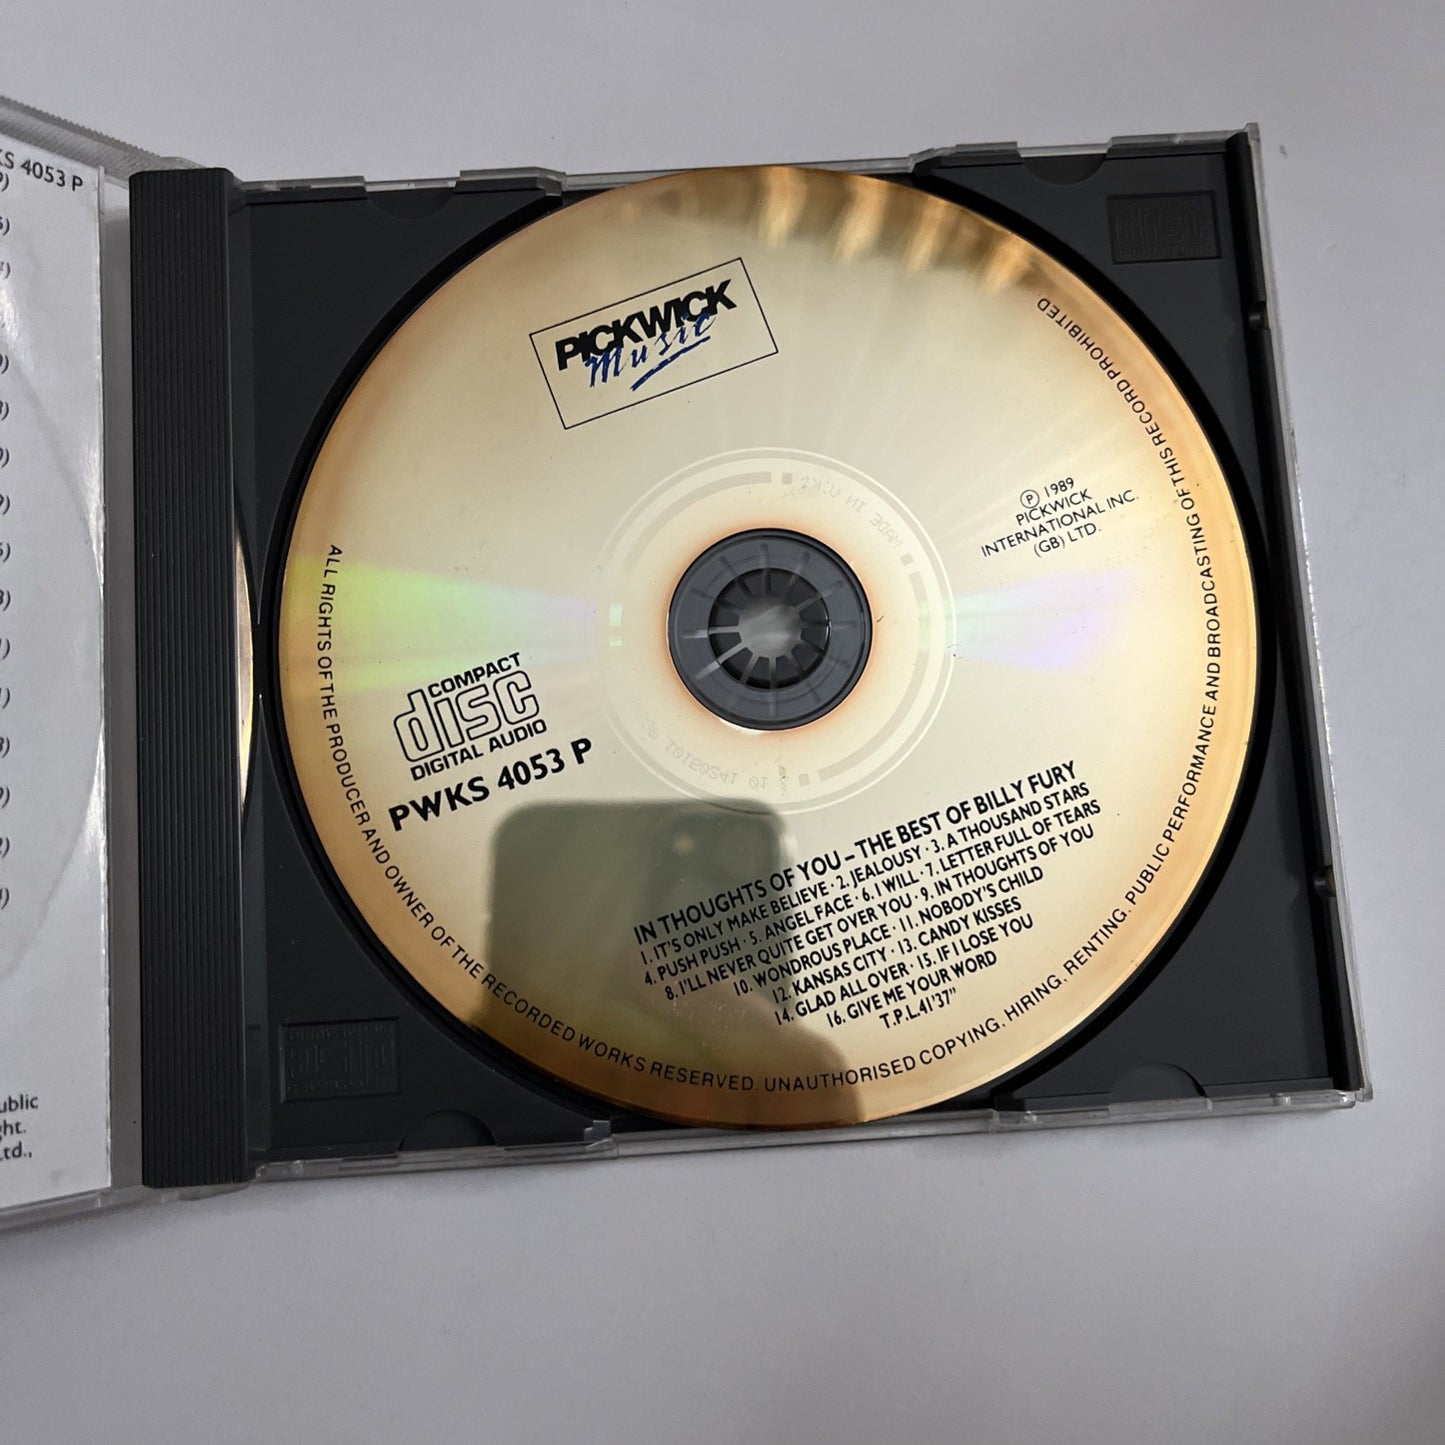 KS 4053 P
ublic
ght.
Ltd.,
PICKWICK
Music
℗ 1989
PICKWICK
INTERNATIONAL INC.
(GB) LTD.
COMPACT
disc
DIGITAL AUDIO
PWKS 4053 P
IN THOUGHTS OF YOU – THE BEST OF BILLY FURY
1. IT'S ONLY MAKE BELIEVE · 2. JEALOUSY · 3. A THOUSAND STARS
4. PUSH PUSH · 5. ANGEL FACE · 6. I WILL · 7. LETTER FULL OF TEARS
8. I'LL NEVER QUITE GET OVER YOU · 9. IN THOUGHTS OF YOU
10. WONDROUS PLACE · 11. NOBODY'S CHILD
12. KANSAS CITY · 13. CANDY KISSES
14. GLAD ALL OVER · 15. IF I LOSE YOU
16. GIVE ME YOUR WORD
T.P.L.41'37"
ALL RIGHTS OF THE PRODUCER AND OWNER OF THE RECORDED WORKS RESERVED. UNAUTHORISED COPYING, HIRING, RENTING, PUBLIC PERFORMANCE AND BROADCASTING OF THIS RECORD PROHIBITED
MADE IN U.K.
disc
disc